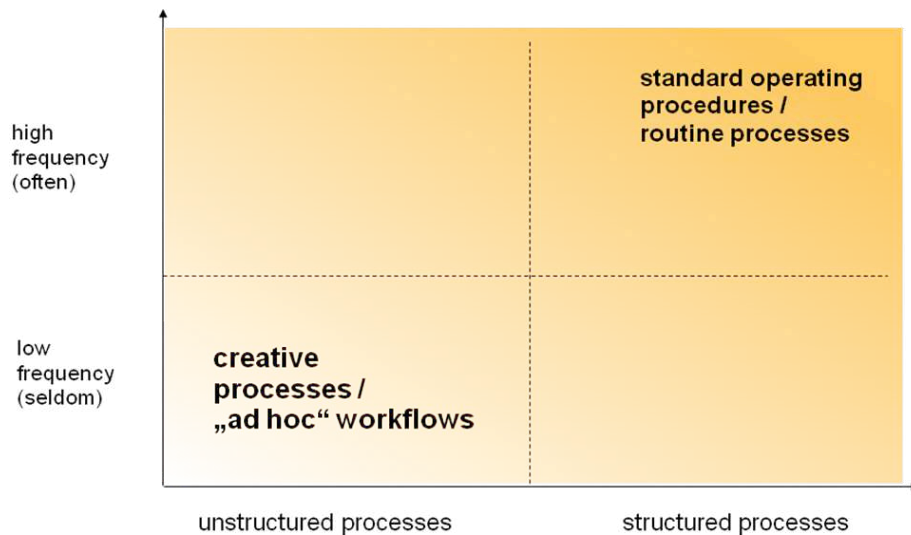 standard operating
procedures /
routine processes
high
frequency
(often)
low
frequency
(seldom)
creative
processes /
„ad hoc“ workflows
unstructured processes
structured processes